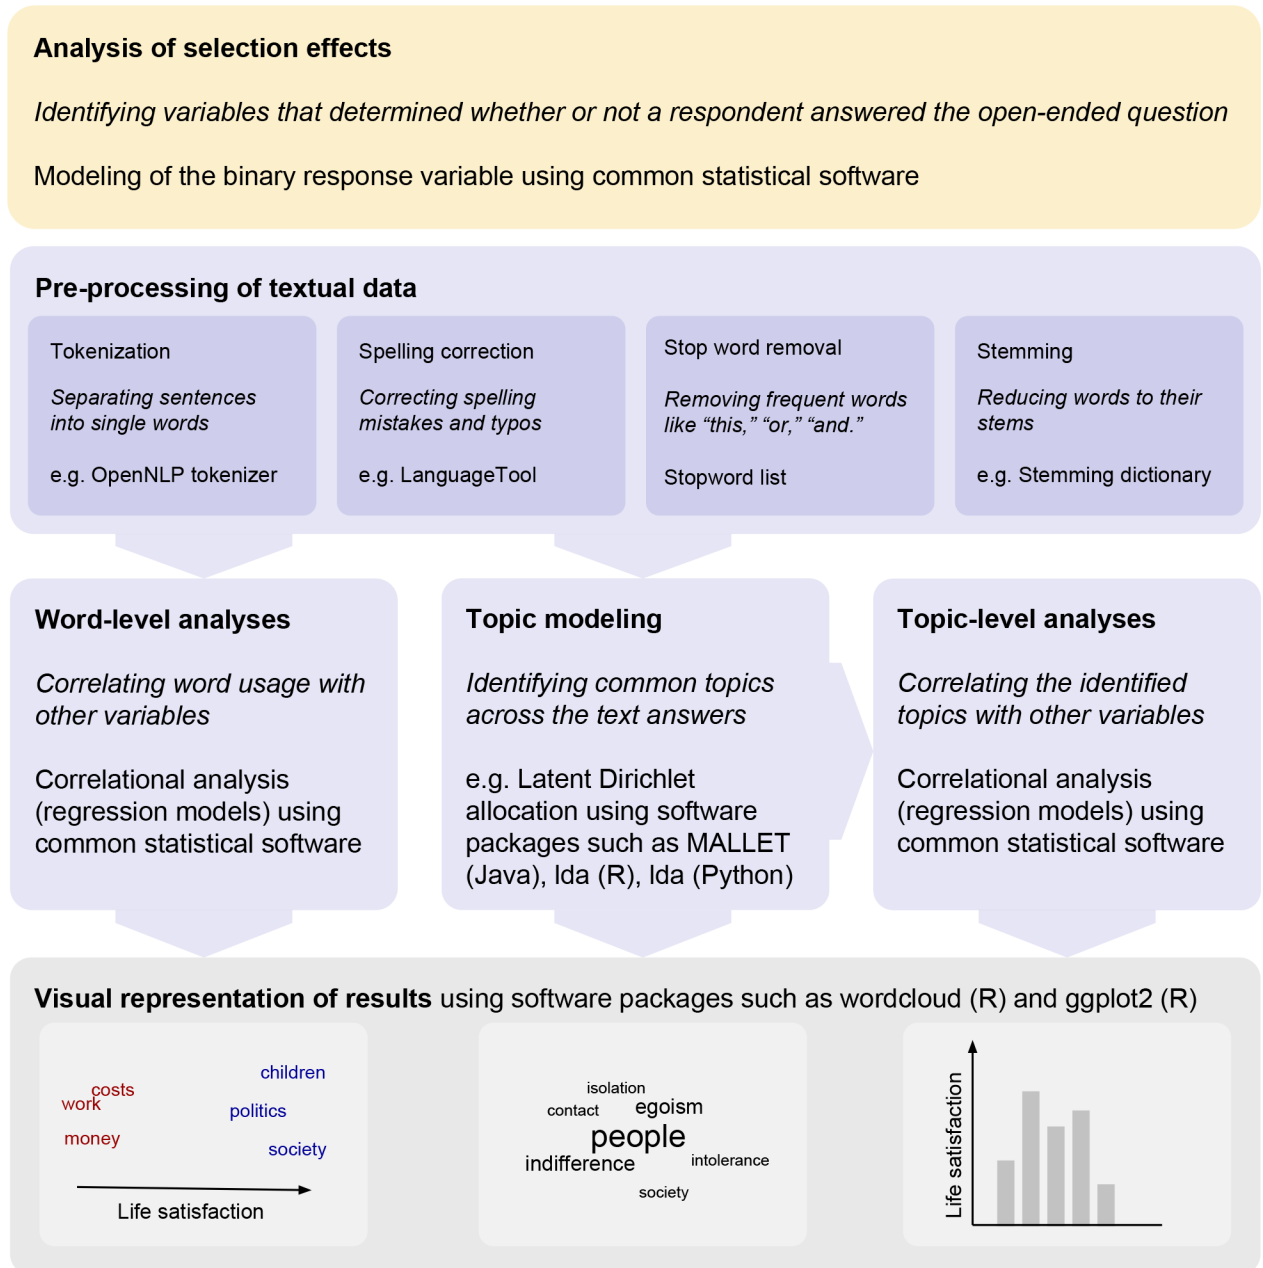 Analysis of selection effects
Identifying variables that determined whether or not a respondent answered the open-ended question
Modeling of the binary response variable using common statistical software
Pre-processing of textual data
Tokenization
Separating sentences
into single words
e.g. OpenNLP tokenizer
Spelling correction
Correcting spelling
mistakes and typos
e.g. LanguageTool
Stop word removal
Removing frequent words
like “this,” “or,” “and.”
Stopword list
Stemming
Reducing words to their
stems
e.g. Stemming dictionary
Word-level analyses
Correlating word usage with
other variables
Correlational analysis
(regression models) using
common statistical software
Topic modeling
Identifying common topics
across the text answers
e.g. Latent Dirichlet
allocation using software
packages such as MALLET
(Java), lda (R), lda (Python)
Topic-level analyses
Correlating the identified
topics with other variables
Correlational analysis
(regression models) using
common statistical software
Visual representation of results using software packages such as wordcloud (R) and ggplot2 (R)
children
costs
work
politics
money
society
Life satisfaction
isolation
contact
egoism
people
indifference
intolerance
society
Life satisfaction